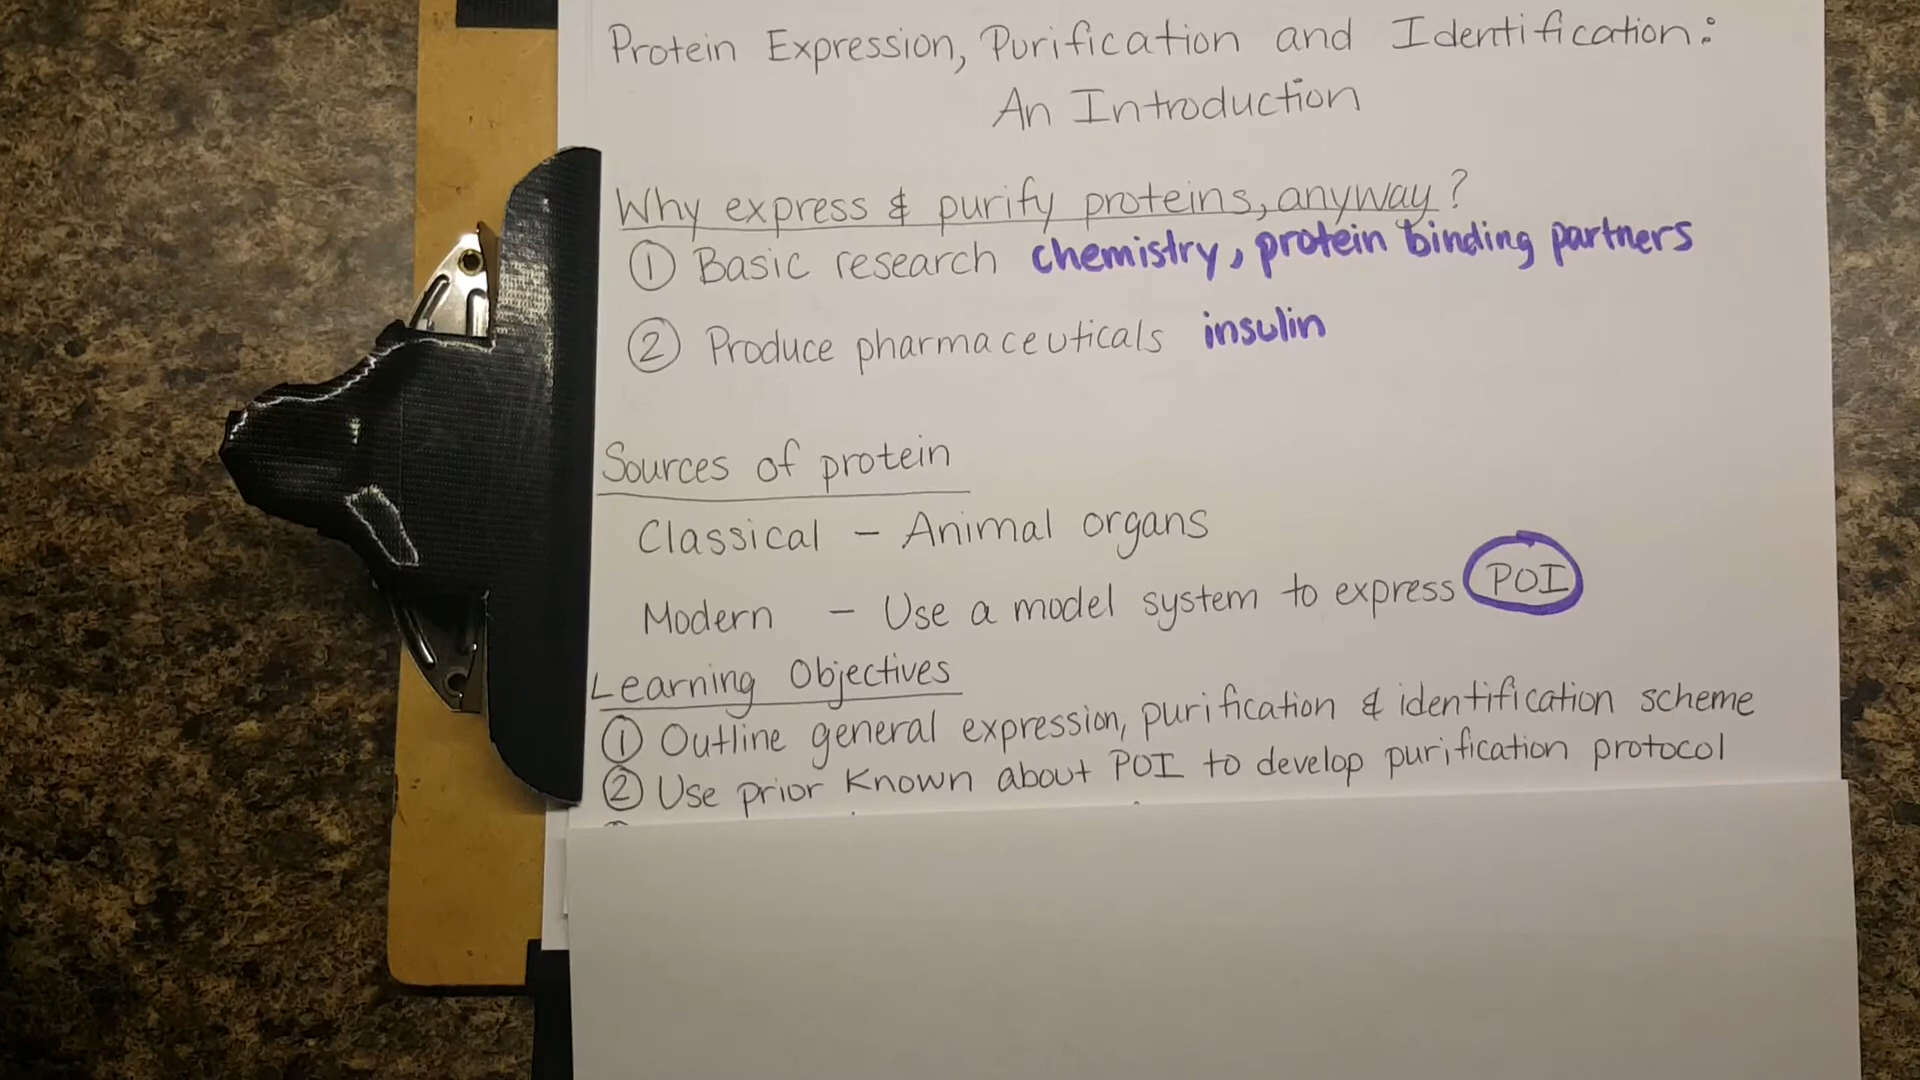 Protein Expression, Purification and Identification:
An Introduction
Why express & purify proteins, anyway?
① Basic research chemistry, protein binding partners
② Produce pharmaceuticals insulin
Sources of protein
Classical – Animal organs
Modern – Use a model system to express POI
Learning Objectives
① Outline general expression, purification & identification scheme
② Use prior known about POI to develop purification protocol